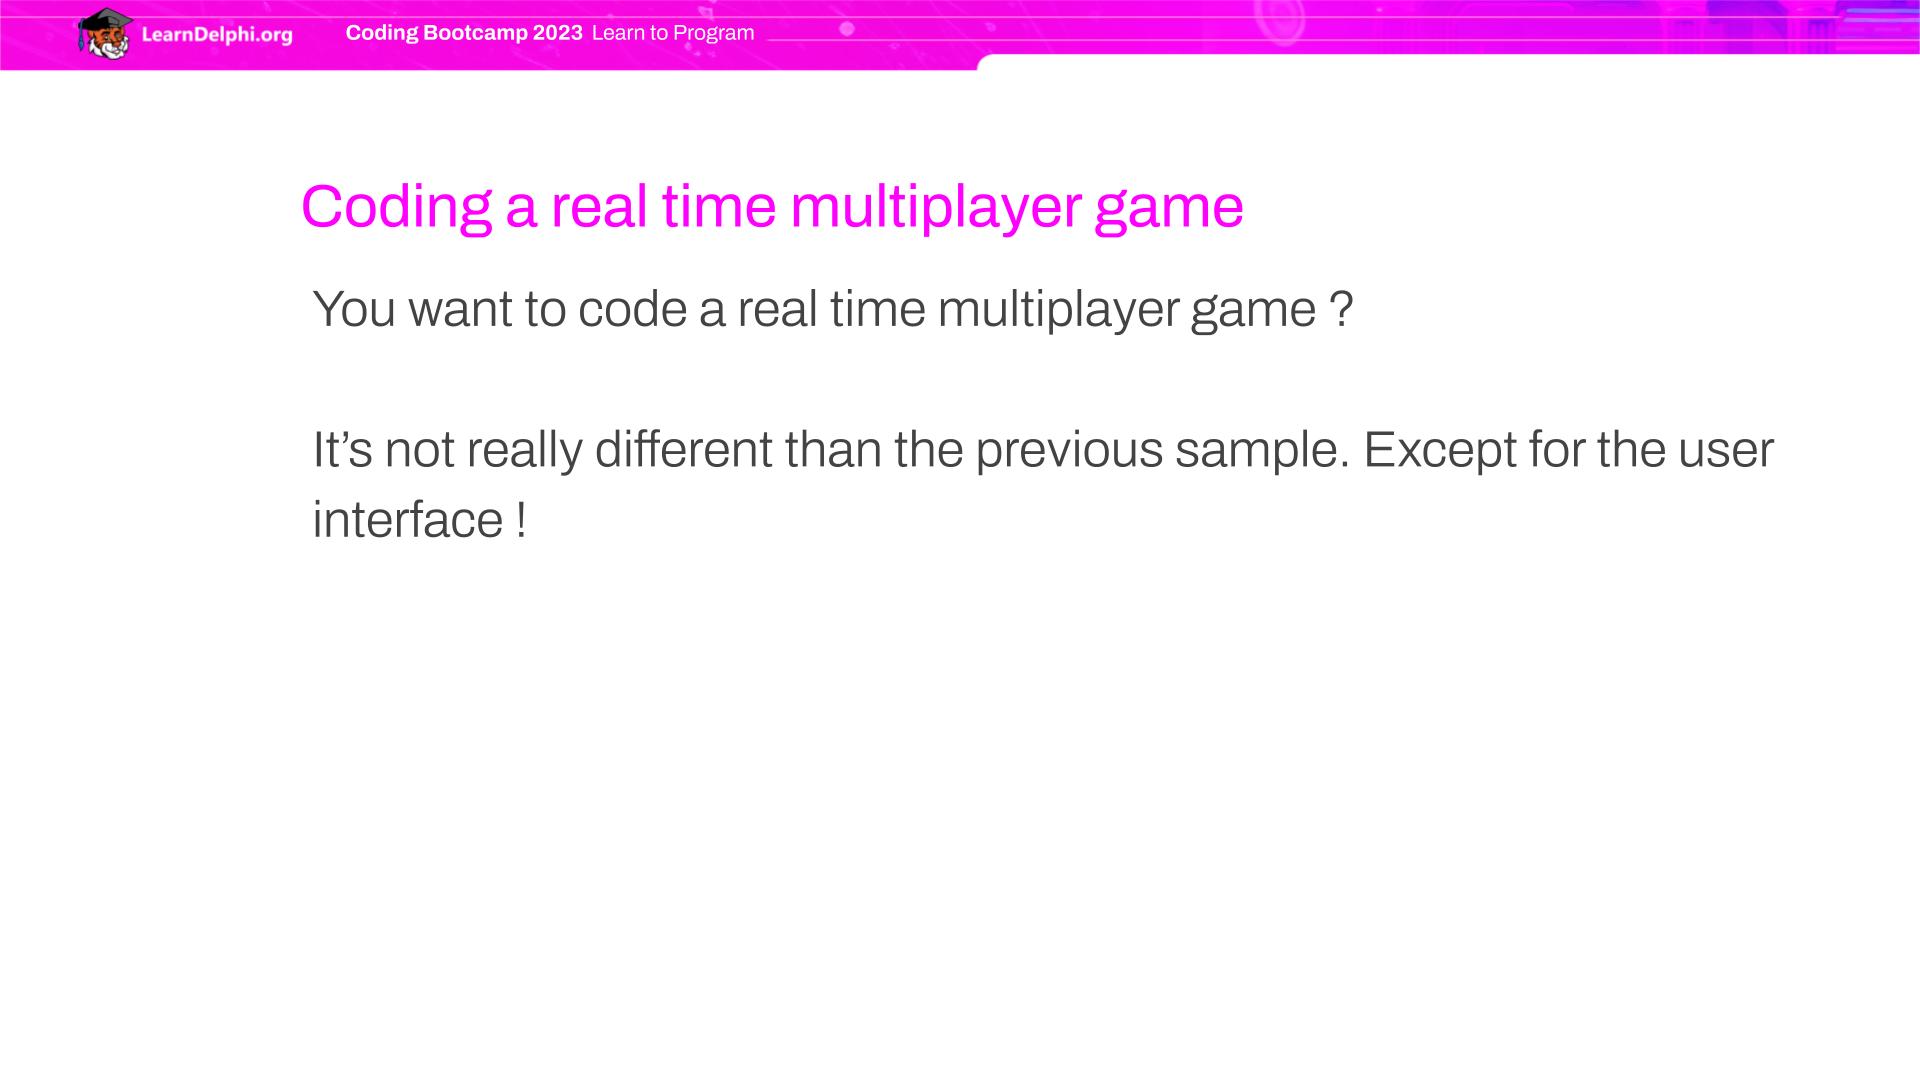 LearnDelphi.org
Coding Bootcamp 2023 Learn to Program
Coding a real time multiplayer game
You want to code a real time multiplayer game ?
It’s not really different than the previous sample. Except for the user
interface !